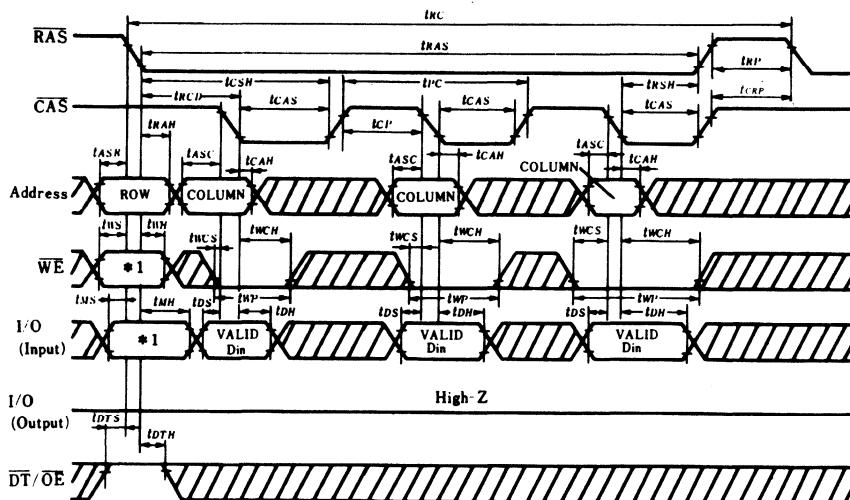 tRC
RAS
tRAS
tRP
tCSH
tPC
tRSH
tRCD
CAS
tCAS
tCAS
tCAS
tCRP
tCP
tRAH
tASR
tASC
tCAH
tASC
tCAH
tASC
tCAH
COLUMN
Address
ROW
COLUMN
COLUMN
tWS
tWH
tWCS
tWCH
tWCS
tWCH
tWCS
tWCH
WE
*1
tMS
tMH
tDS
tWP
tDH
tDS
tWP
tDH
tDS
tWP
tDH
I/O
(Input)
*1
VALID
Din
VALID
Din
VALID
Din
I/O
(Output)
High-Z
tDTS
tDTH
DT/OE